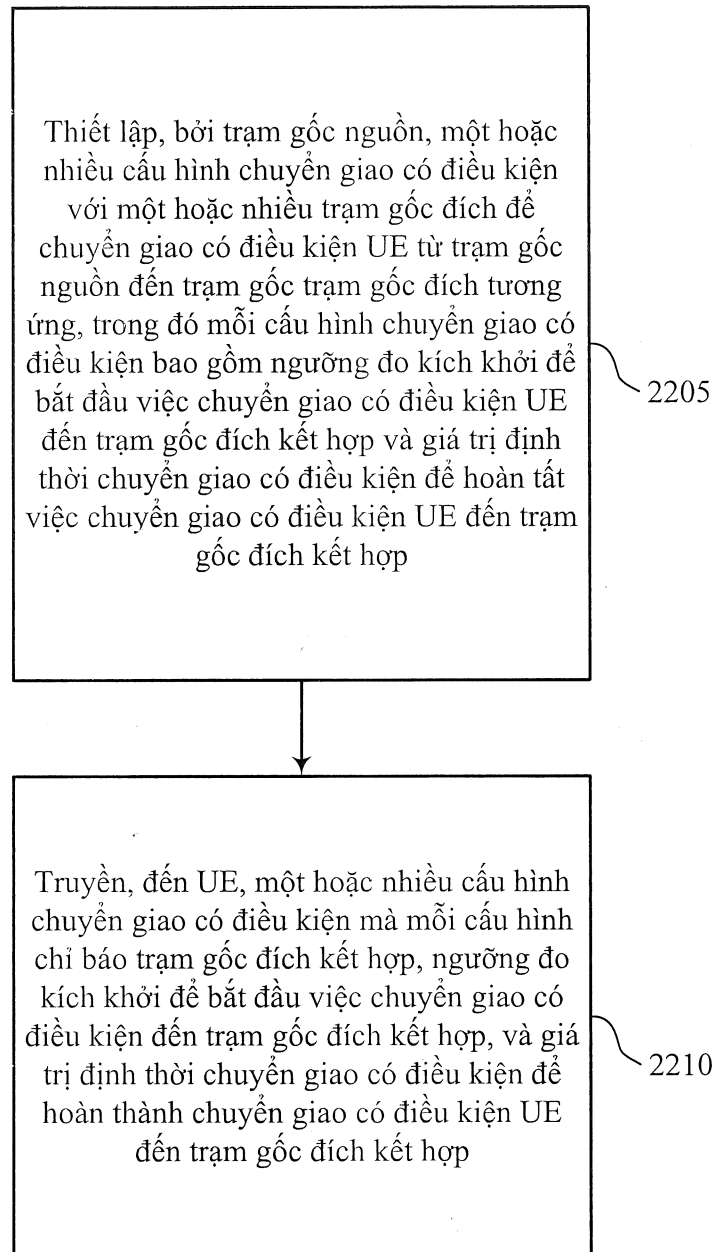 Thiết lập, bởi trạm gốc nguồn, một hoặc
nhiều cấu hình chuyển giao có điều kiện
với một hoặc nhiều trạm gốc đích để
chuyển giao có điều kiện UE từ trạm gốc
nguồn đến trạm gốc trạm gốc đích tương
ứng, trong đó mỗi cấu hình chuyển giao có
điều kiện bao gồm ngưỡng đo kích khởi để
bắt đầu việc chuyển giao có điều kiện UE
đến trạm gốc đích kết hợp và giá trị định
thời chuyển giao có điều kiện để hoàn tất
việc chuyển giao có điều kiện UE đến trạm
gốc đích kết hợp
2205
Truyền, đến UE, một hoặc nhiều cấu hình
chuyển giao có điều kiện mà mỗi cấu hình
chỉ báo trạm gốc đích kết hợp, ngưỡng đo
kích khởi để bắt đầu việc chuyển giao có
điều kiện đến trạm gốc đích kết hợp, và giá
trị định thời chuyển giao có điều kiện để
hoàn thành chuyển giao có điều kiện UE
đến trạm gốc đích kết hợp
2210